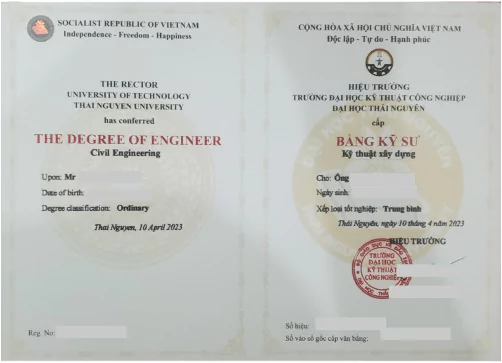 SOCIALIST REPUBLIC OF VIETNAM
Independence - Freedom - Happiness
THE RECTOR
UNIVERSITY OF TECHNOLOGY
THAI NGUYEN UNIVERSITY
has conferred
THE DEGREE OF ENGINEER
Civil Engineering
Upon: Mr
Date of birth:
Degree classification: Ordinary
Thai Nguyen, 10 April 2023
Reg. No:
CỘNG HÒA XÃ HỘI CHỦ NGHĨA VIỆT NAM
Độc lập - Tự do - Hạnh phúc
HIỆU TRƯỞNG
TRƯỜNG ĐẠI HỌC KỸ THUẬT CÔNG NGHIỆP
ĐẠI HỌC THÁI NGUYÊN
cấp
BẰNG KỸ SƯ
Kỹ thuật xây dựng
Cho: Ông
Ngày sinh:
Xếp loại tốt nghiệp: Trung bình
Thái Nguyên, ngày 10 tháng 4 năm 2023
HIỆU TRƯỞNG
TRƯỜNG
ĐẠI HỌC
KỸ THUẬT
CÔNG NGHIỆP
Số hiệu:
Số vào sổ gốc cấp văn bằng: